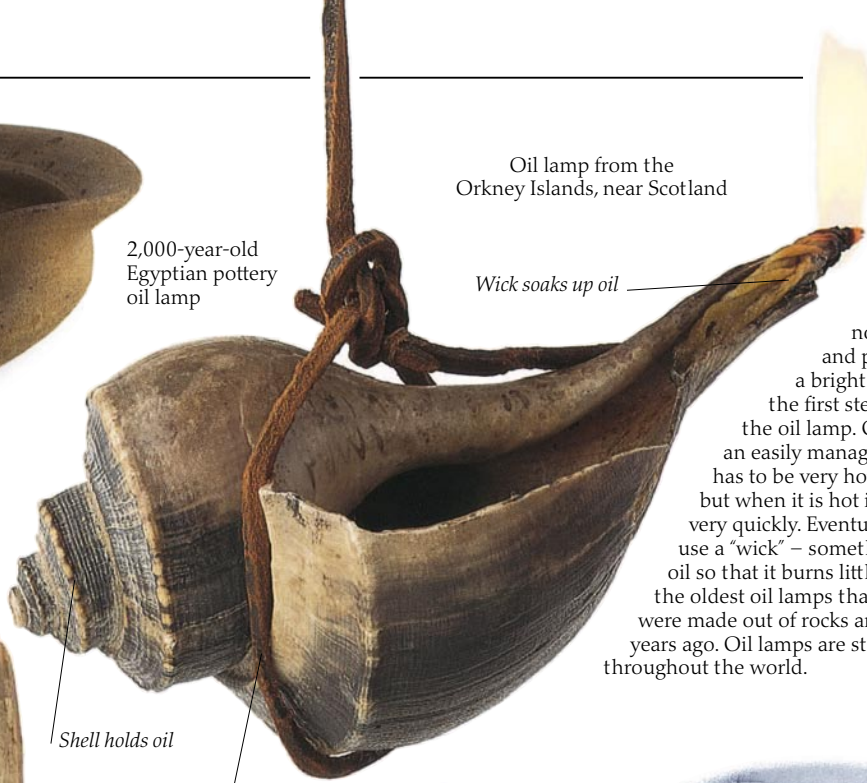 Oil lamp from the
Orkney Islands, near Scotland
2,000-year-old
Egyptian pottery
oil lamp
Wick soaks up oil
no
and p
a bright
the first ste
the oil lamp.
an easily manag
has to be very ho
but when it is hot i
very quickly. Eventu
use a “wick” – somet
oil so that it burns littl
the oldest oil lamps tha
were made out of rocks a
years ago. Oil lamps are st
throughout the world.
Shell holds oil